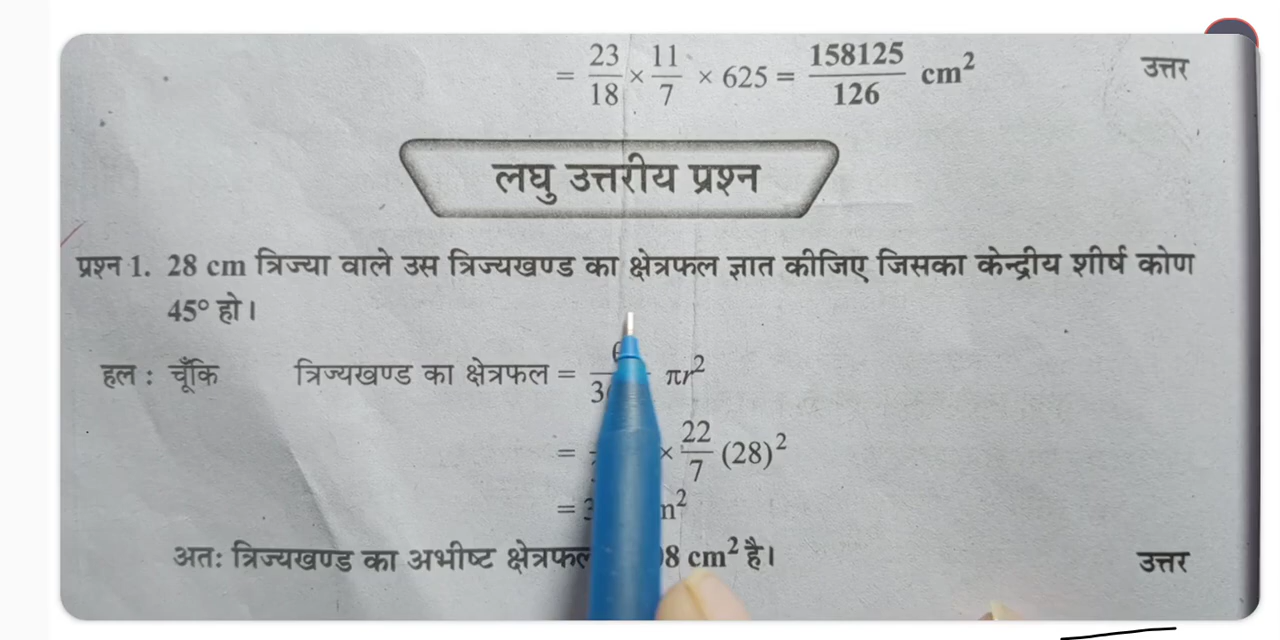 = 23/18 × 11/7 × 625 = 158125/126 cm² उत्तर
लघु उत्तरीय प्रश्न
प्रश्न 1. 28 cm त्रिज्या वाले उस त्रिज्यखण्ड का क्षेत्रफल ज्ञात कीजिए जिसका केन्द्रीय शीर्ष कोण
45° हो।
हल : चूँकि त्रिज्यखण्ड का क्षेत्रफल = πr²
= × 22/7 (28)²
=
अतः त्रिज्यखण्ड का अभीष्ट क्षेत्रफल cm² है। उत्तर